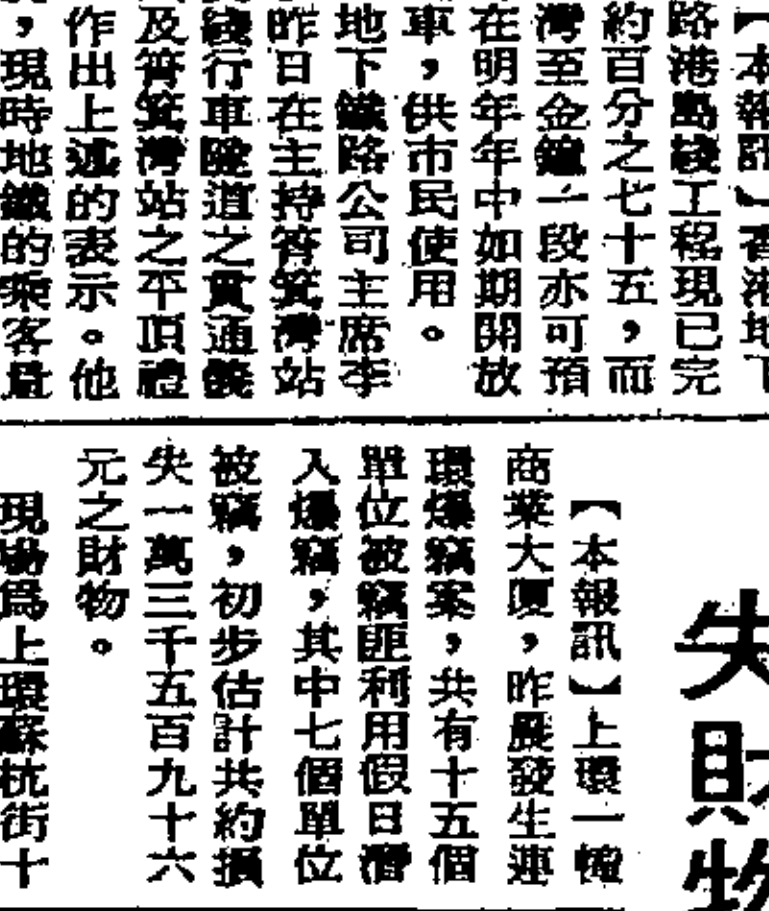 【本報訊】香港地下
路港島綫工程現已完
約百分之七十五,而
灣至金鐘一段亦可預
在明年年中如期開放
車,供市民使用。
地下鐵路公司主席李
昨日在主持筲箕灣站
綫行車隧道之貫通儀
及筲箕灣站之平頂禮
作出上述的表示。他
,現時地鐵的乘客量
失財物
【本報訊】上環一幢
商業大廈,昨晨發生連
環爆竊案,共有十五個
單位被竊匪利用假日潛
入爆竊,其中七個單位
被竊,初步估計共約損
失一萬三千五百九十六
元之財物。
現場爲上環蘇杭街十